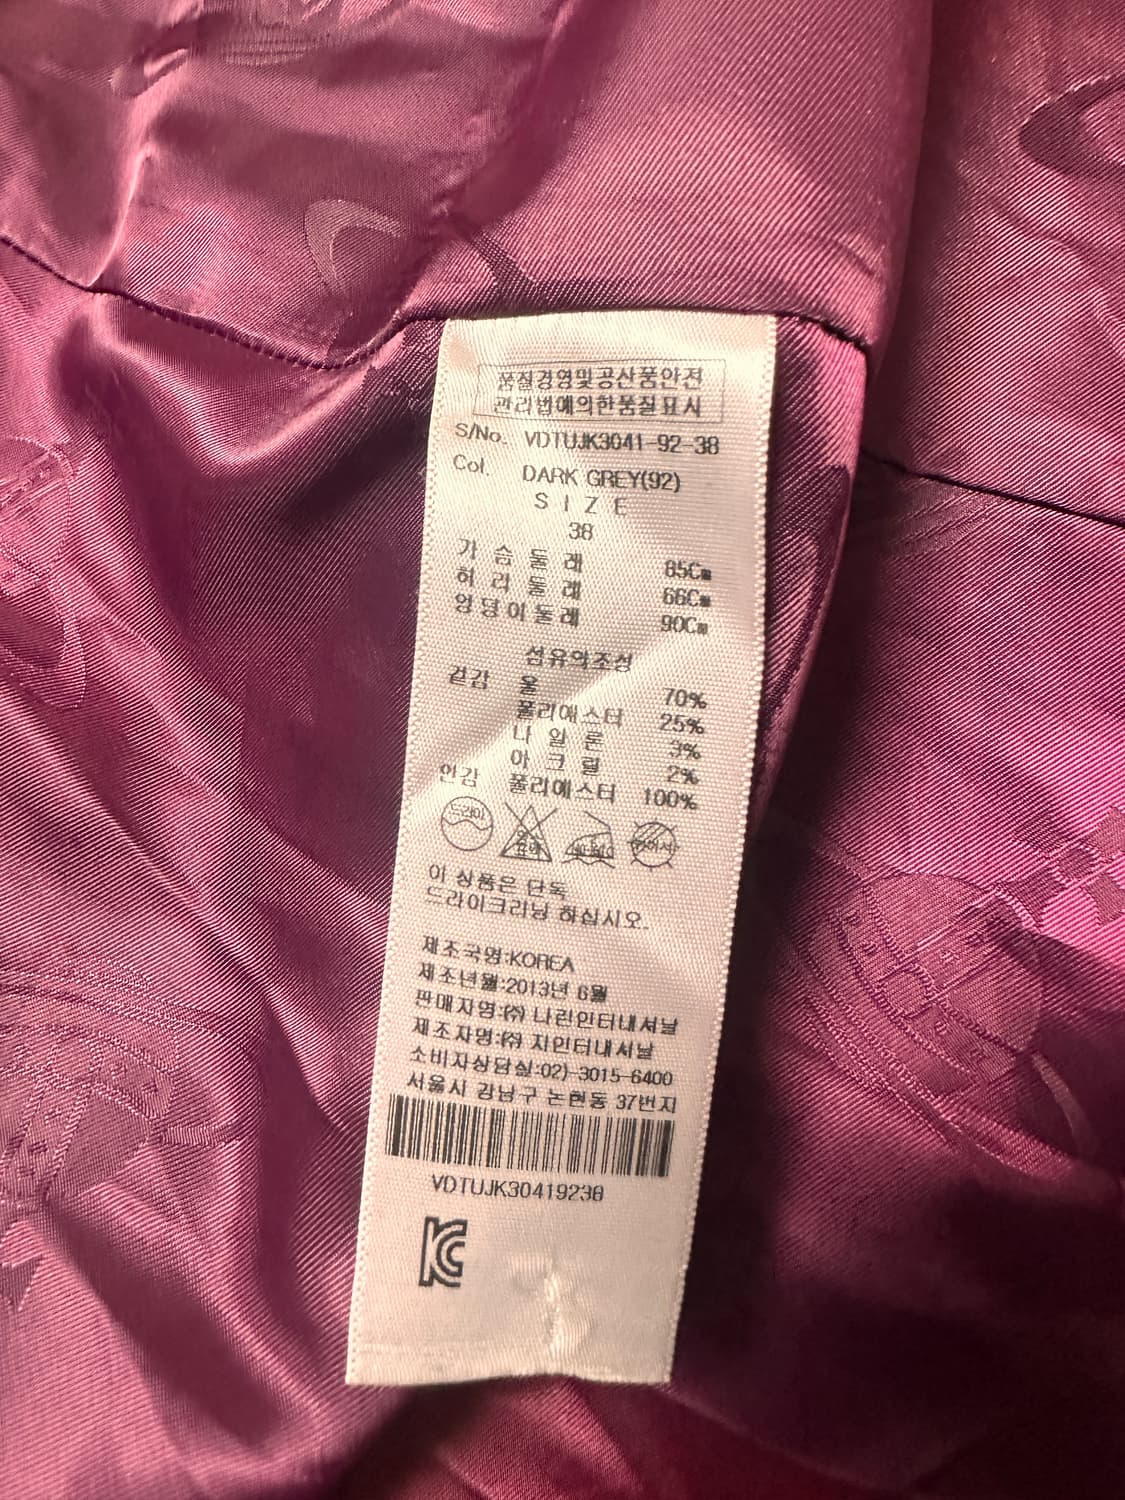 품질경영및공산품안전
관리법에의한품질표시
S/No. VDTUJK3041-92-38
Col. DARK GREY(92)
SIZE
38
가슴둘레 85Cm
허리둘레 66Cm
엉덩이둘레 90Cm
섬유의조성
겉감 울 70%
폴리에스터 25%
나일론 3%
아크릴 2%
안감 폴리에스터 100%
드라이
이 상품은 단독
드라이크리닝 하십시오.
제조국명:KOREA
제조년월:2013년 6월
판매자명:㈜ 나린인터내셔날
제조자명:㈜ 지인터내셔날
소비자상담실:02)-3015-6400
서울시 강남구 논현동 37번지
VDTUJK30419238
KC